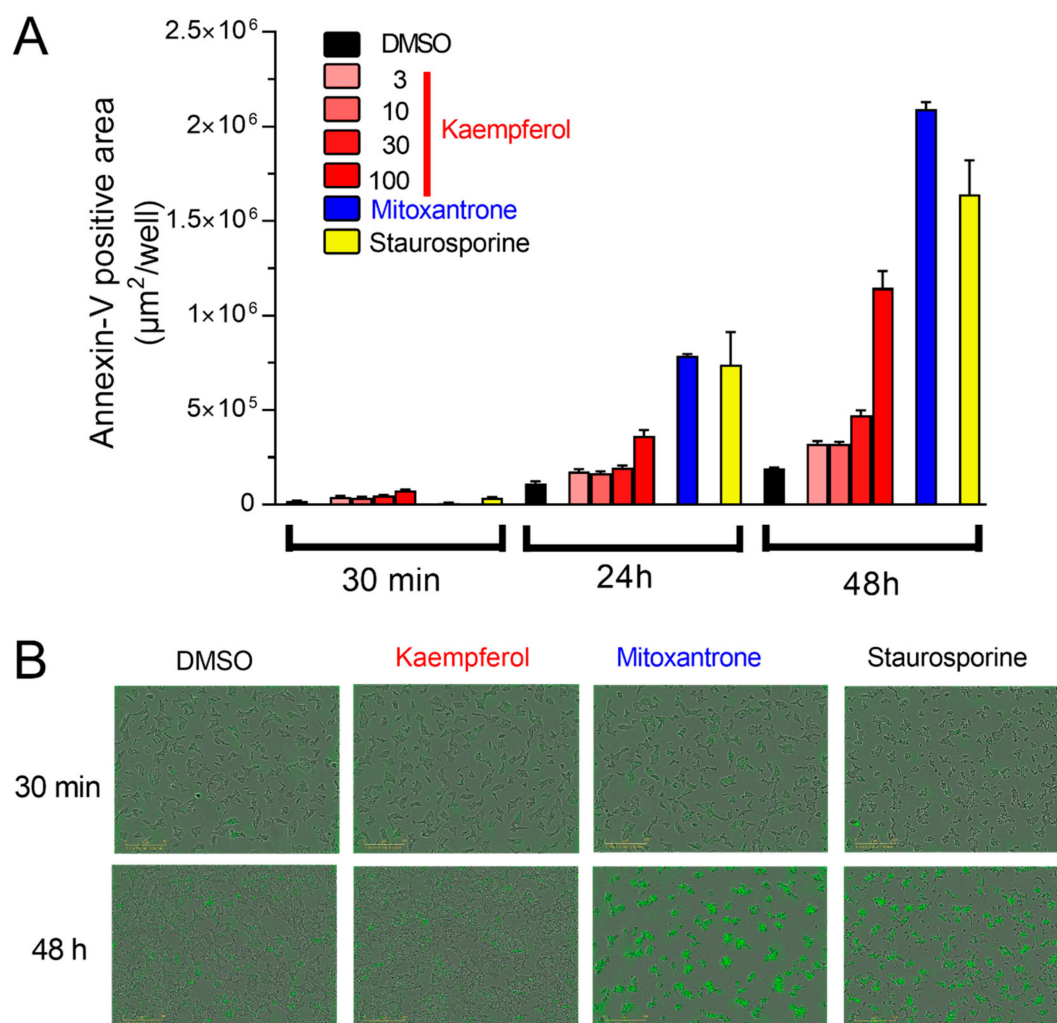 A
Annexin-V positive area
(µm²/well)
2.5×10⁶
2×10⁶
1.5×10⁶
1×10⁶
5×10⁵
0
DMSO
3
10
30
100
Kaempferol
Mitoxantrone
Staurosporine
30 min
24h
48h
B
DMSO Kaempferol Mitoxantrone Staurosporine
30 min
48 h